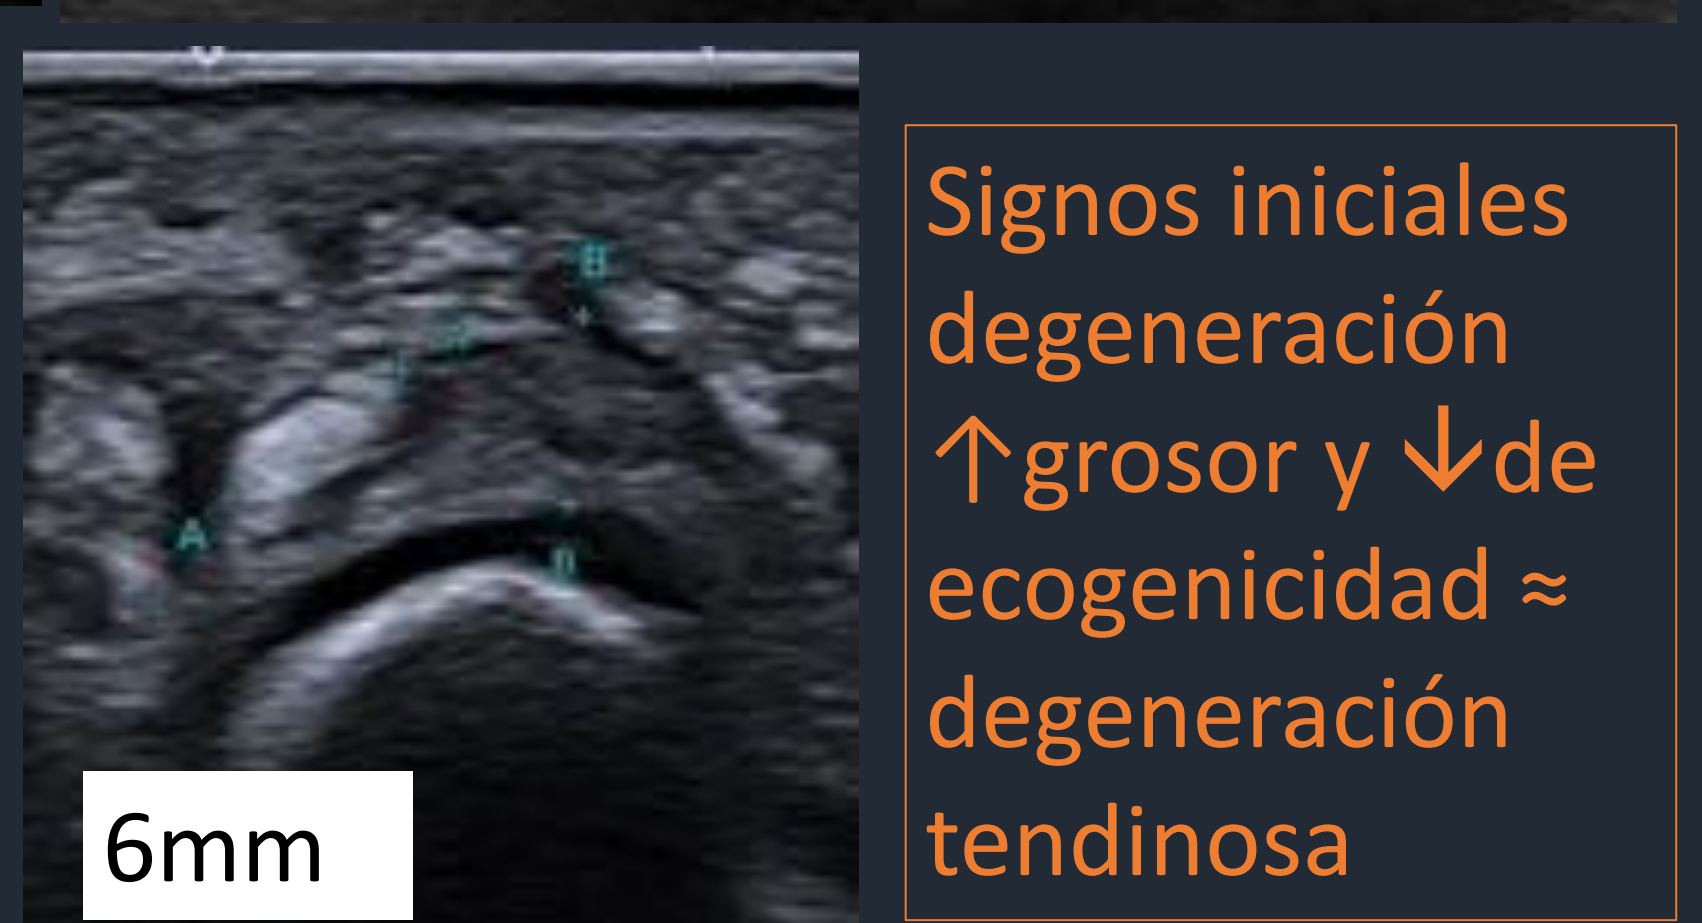 B
A
B
6mm
Signos iniciales
degeneración
↑grosor y ↓de
ecogenicidad ≈
degeneración
tendinosa